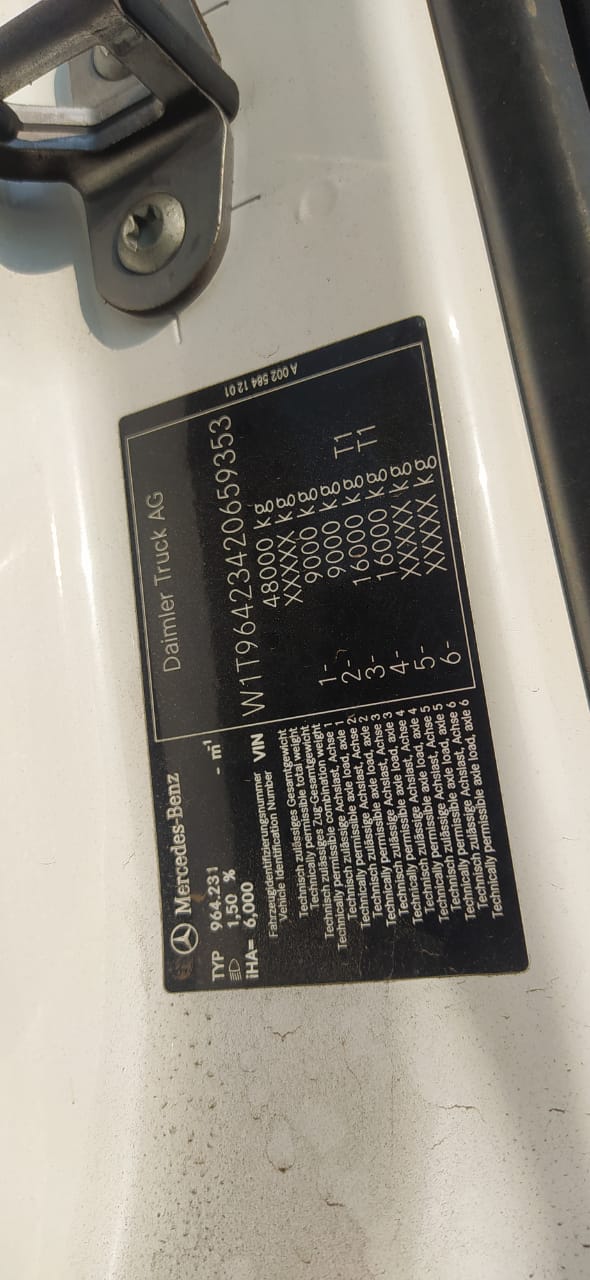 Mercedes-Benz
Daimler Truck AG
A 002 584 12 01
TYP 964.231
1,50 % - m⁻¹
iHA= 6,000
Fahrzeugidentifizierungsnummer
Vehicle Identification Number VIN W1T96423420659353
Technisch zulässiges Gesamtgewicht 48000 kg
Technically permissible total weight
Technisch zulässiges Zug-Gesamtgewicht XXXXX kg
Technically permissible combination weight
Technisch zulässige Achslast, Achse 1 1- 9000 kg
Technically permissible axle load, axle 1
Technisch zulässige Achslast, Achse 2 2- 9000 kg
Technically permissible axle load, axle 2
Technisch zulässige Achslast, Achse 3 3- 16000 kg T1
Technically permissible axle load, axle 3
Technisch zulässige Achslast, Achse 4 4- 16000 kg T1
Technically permissible axle load, axle 4
Technisch zulässige Achslast, Achse 5 5- XXXXX kg
Technically permissible axle load, axle 5
Technisch zulässige Achslast, Achse 6 6- XXXXX kg
Technically permissible axle load, axle 6